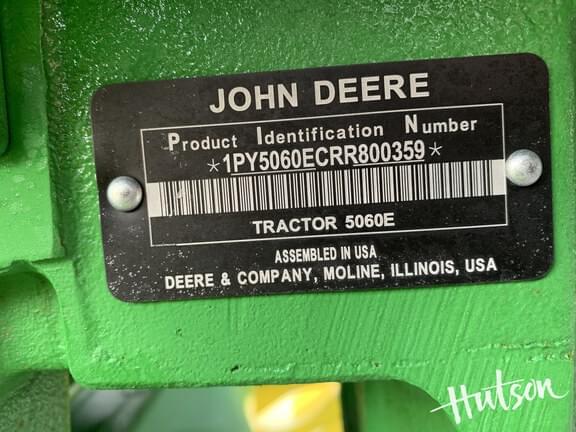 JOHN DEERE
Product Identification Number
*1PY5060ECRR800359*
TRACTOR 5060E
ASSEMBLED IN USA
DEERE & COMPANY, MOLINE, ILLINOIS, USA
Hutson